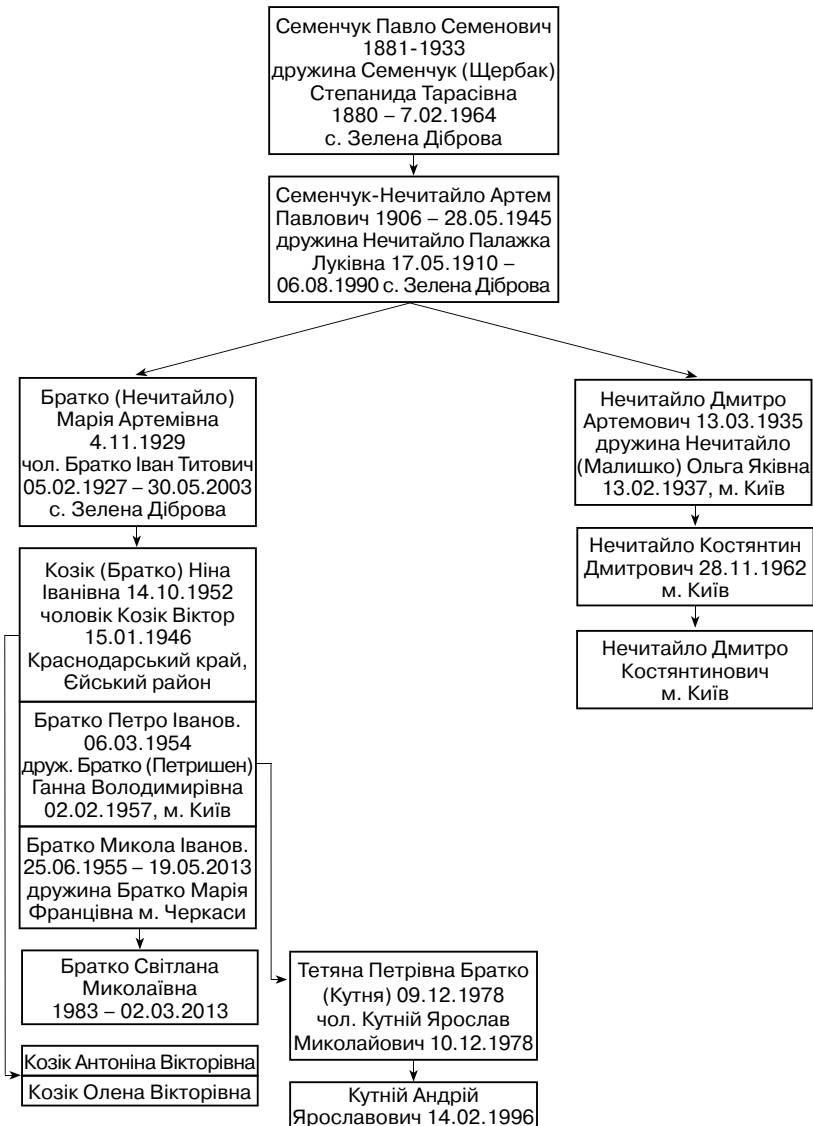 Семенчук Павло Семенович
1881-1933
дружина Семенчук (Щербак)
Степанида Тарасівна
1880 – 7.02.1964
с. Зелена Діброва
Семенчук-Нечитайло Артем
Павлович 1906 – 28.05.1945
дружина Нечитайло Палажка
Луківна 17.05.1910 –
06.08.1990 с. Зелена Діброва
Братко (Нечитайло)
Марія Артемівна
4.11.1929
чол. Братко Іван Титович
05.02.1927 – 30.05.2003
с. Зелена Діброва
Нечитайло Дмитро
Артемович 13.03.1935
дружина Нечитайло
(Малишко) Ольга Яківна
13.02.1937, м. Київ
Козік (Братко) Ніна
Іванівна 14.10.1952
чоловік Козік Віктор
15.01.1946
Краснодарський край,
Єйський район
Нечитайло Костянтин
Дмитрович 28.11.1962
м. Київ
Нечитайло Дмитро
Костянтинович
м. Київ
Братко Петро Іванов.
06.03.1954
друж. Братко (Петришен)
Ганна Володимирівна
02.02.1957, м. Київ
Братко Микола Іванов.
25.06.1955 – 19.05.2013
дружина Братко Марія
Францівна м. Черкаси
Братко Світлана
Миколаївна
1983 – 02.03.2013
Тетяна Петрівна Братко
(Кутня) 09.12.1978
чол. Кутній Ярослав
Миколайович 10.12.1978
Козік Антоніна Вікторівна
Козік Олена Вікторівна
Кутній Андрій
Ярославович 14.02.1996